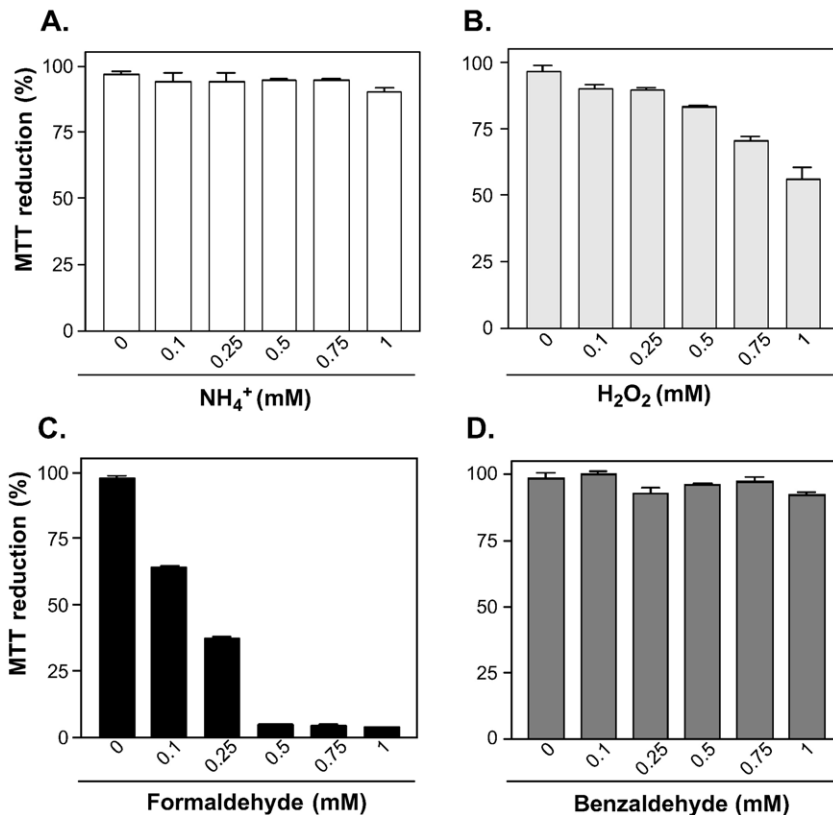 A.
MTT reduction (%)
100
75
50
25
0
0 0.1 0.25 0.5 0.75 1
NH₄⁺ (mM)
B.
100
75
50
25
0
0 0.1 0.25 0.5 0.75 1
H₂O₂ (mM)
C.
MTT reduction (%)
100
75
50
25
0
0 0.1 0.25 0.5 0.75 1
Formaldehyde (mM)
D.
100
75
50
25
0
0 0.1 0.25 0.5 0.75 1
Benzaldehyde (mM)